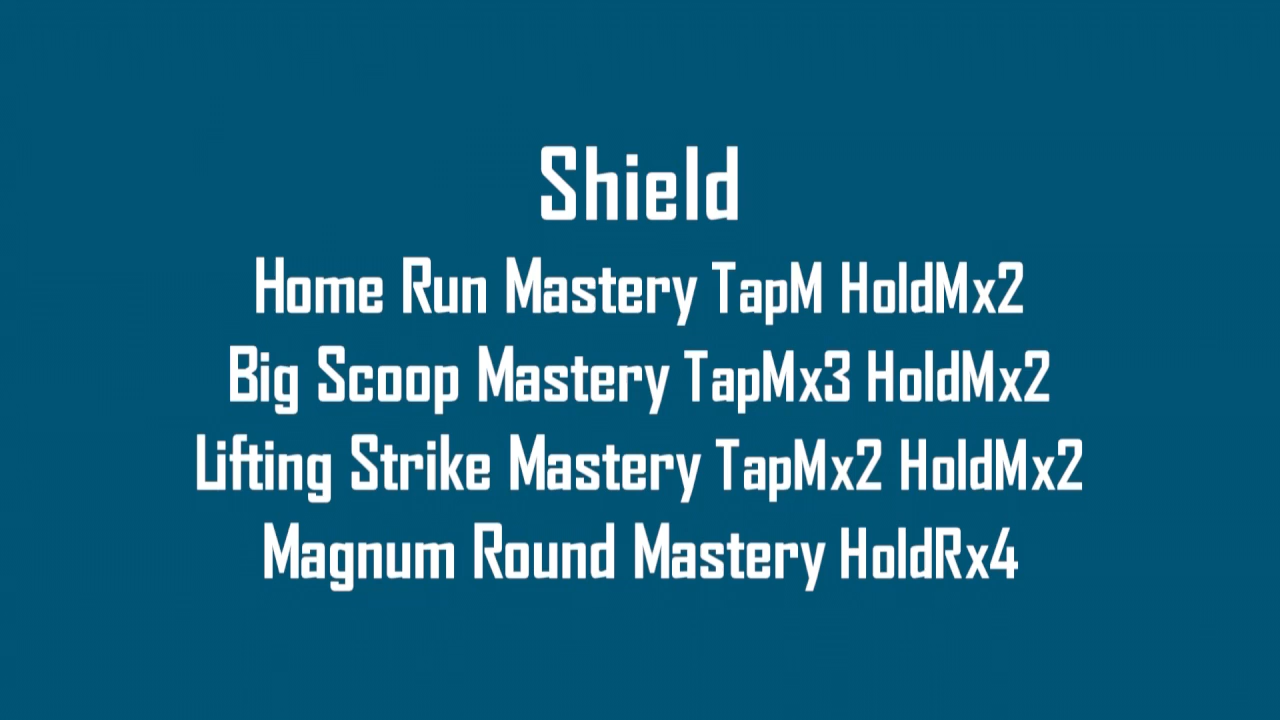 Shield
Home Run Mastery TapM HoldMx2
Big Scoop Mastery TapMx3 HoldMx2
Lifting Strike Mastery TapMx2 HoldMx2
Magnum Round Mastery HoldRx4